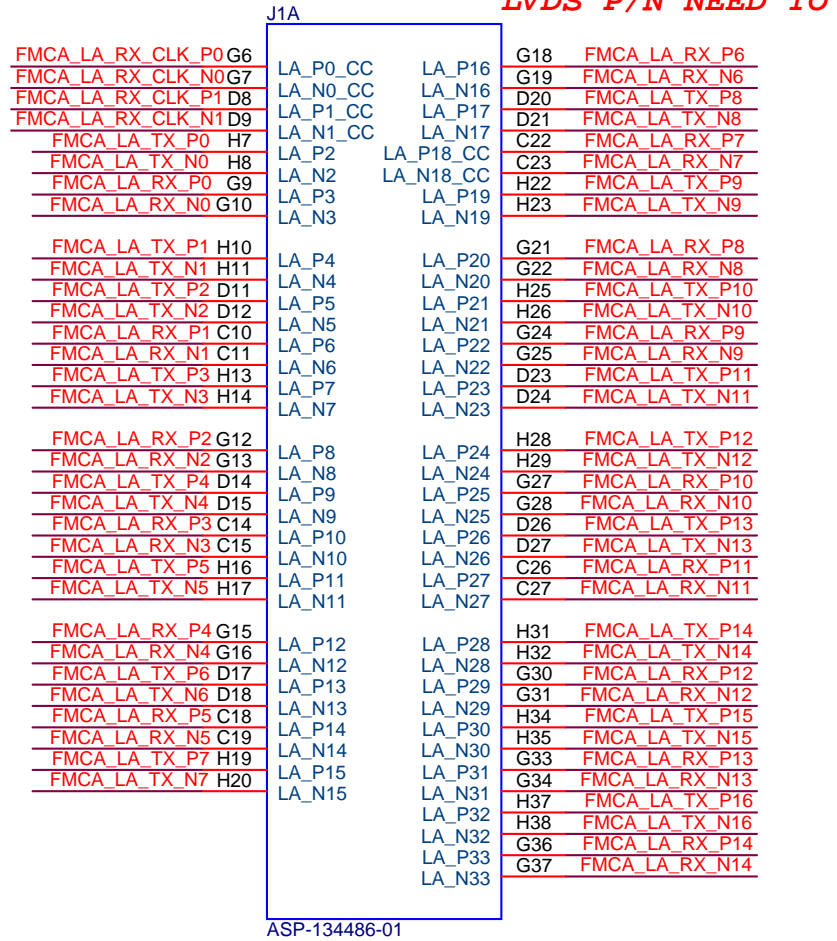 LVDS P/N NEED TO
J1A
FMCA_LA_RX_CLK_P0 G6 LA_P0_CC LA_P16 G18 FMCA_LA_RX_P6
FMCA_LA_RX_CLK_N0 G7 LA_N0_CC LA_N16 G19 FMCA_LA_RX_N6
FMCA_LA_RX_CLK_P1 D8 LA_P1_CC LA_P17 D20 FMCA_LA_TX_P8
FMCA_LA_RX_CLK_N1 D9 LA_N1_CC LA_N17 D21 FMCA_LA_TX_N8
FMCA_LA_TX_P0 H7 LA_P2 LA_P18_CC C22 FMCA_LA_RX_P7
FMCA_LA_TX_N0 H8 LA_N2 LA_N18_CC C23 FMCA_LA_RX_N7
FMCA_LA_RX_P0 G9 LA_P3 LA_P19 H22 FMCA_LA_TX_P9
FMCA_LA_RX_N0 G10 LA_N3 LA_N19 H23 FMCA_LA_TX_N9
FMCA_LA_TX_P1 H10 LA_P4 LA_P20 G21 FMCA_LA_RX_P8
FMCA_LA_TX_N1 H11 LA_N4 LA_N20 G22 FMCA_LA_RX_N8
FMCA_LA_TX_P2 D11 LA_P5 LA_P21 H25 FMCA_LA_TX_P10
FMCA_LA_TX_N2 D12 LA_N5 LA_N21 H26 FMCA_LA_TX_N10
FMCA_LA_RX_P1 C10 LA_P6 LA_P22 G24 FMCA_LA_RX_P9
FMCA_LA_RX_N1 C11 LA_N6 LA_N22 G25 FMCA_LA_RX_N9
FMCA_LA_TX_P3 H13 LA_P7 LA_P23 D23 FMCA_LA_TX_P11
FMCA_LA_TX_N3 H14 LA_N7 LA_N23 D24 FMCA_LA_TX_N11
FMCA_LA_RX_P2 G12 LA_P8 LA_P24 H28 FMCA_LA_TX_P12
FMCA_LA_RX_N2 G13 LA_N8 LA_N24 H29 FMCA_LA_TX_N12
FMCA_LA_TX_P4 D14 LA_P9 LA_P25 G27 FMCA_LA_RX_P10
FMCA_LA_TX_N4 D15 LA_N9 LA_N25 G28 FMCA_LA_RX_N10
FMCA_LA_RX_P3 C14 LA_P10 LA_P26 D26 FMCA_LA_TX_P13
FMCA_LA_RX_N3 C15 LA_N10 LA_N26 D27 FMCA_LA_TX_N13
FMCA_LA_TX_P5 H16 LA_P11 LA_P27 C26 FMCA_LA_RX_P11
FMCA_LA_TX_N5 H17 LA_N11 LA_N27 C27 FMCA_LA_RX_N11
FMCA_LA_RX_P4 G15 LA_P12 LA_P28 H31 FMCA_LA_TX_P14
FMCA_LA_RX_N4 G16 LA_N12 LA_N28 H32 FMCA_LA_TX_N14
FMCA_LA_TX_P6 D17 LA_P13 LA_P29 G30 FMCA_LA_RX_P12
FMCA_LA_TX_N6 D18 LA_N13 LA_N29 G31 FMCA_LA_RX_N12
FMCA_LA_RX_P5 C18 LA_P14 LA_P30 H34 FMCA_LA_TX_P15
FMCA_LA_RX_N5 C19 LA_N14 LA_N30 H35 FMCA_LA_TX_N15
FMCA_LA_TX_P7 H19 LA_P15 LA_P31 G33 FMCA_LA_RX_P13
FMCA_LA_TX_N7 H20 LA_N15 LA_N31 G34 FMCA_LA_RX_N13
LA_P32 H37 FMCA_LA_TX_P16
LA_N32 H38 FMCA_LA_TX_N16
LA_P33 G36 FMCA_LA_RX_P14
LA_N33 G37 FMCA_LA_RX_N14
ASP-134486-01